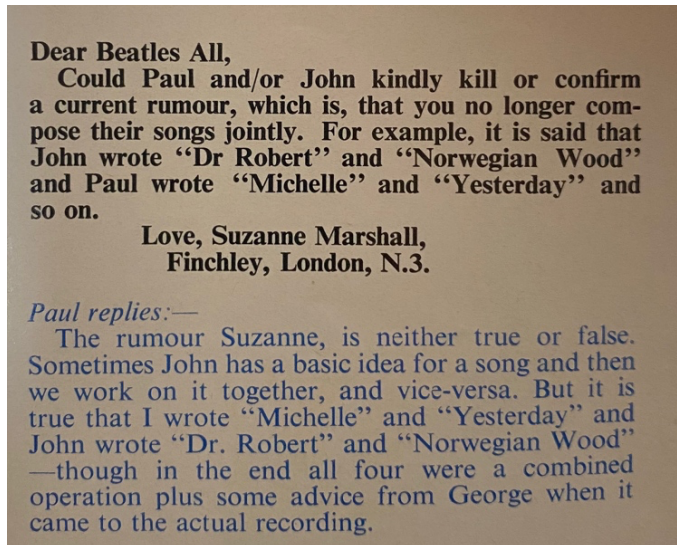 Dear Beatles All,
Could Paul and/or John kindly kill or confirm
a current rumour, which is, that you no longer com-
pose their songs jointly. For example, it is said that
John wrote “Dr Robert” and “Norwegian Wood”
and Paul wrote “Michelle” and “Yesterday” and
so on.
Love, Suzanne Marshall,
Finchley, London, N.3.
Paul replies:—
The rumour Suzanne, is neither true or false.
Sometimes John has a basic idea for a song and then
we work on it together, and vice-versa. But it is
true that I wrote “Michelle” and “Yesterday” and
John wrote “Dr. Robert” and “Norwegian Wood”
—though in the end all four were a combined
operation plus some advice from George when it
came to the actual recording.